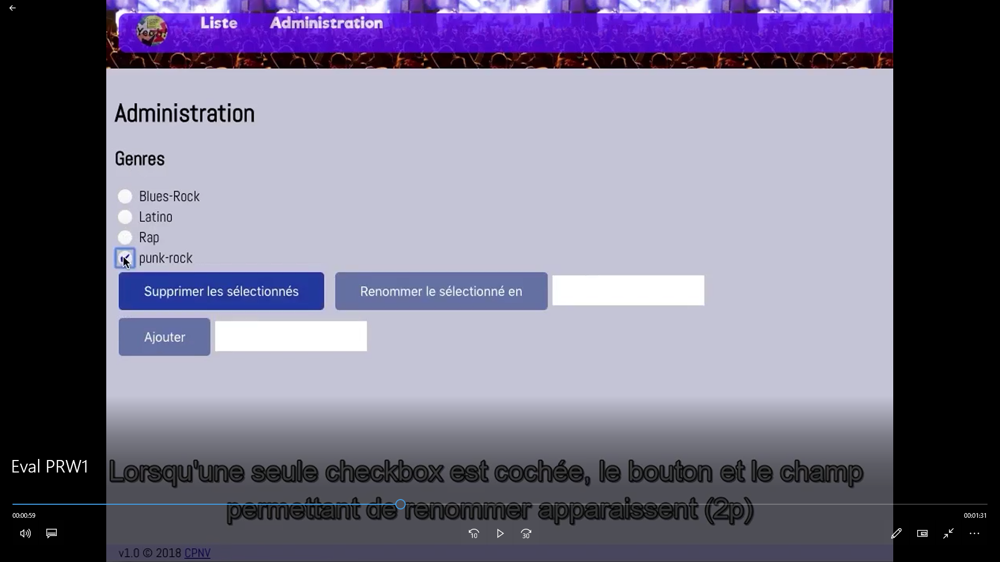 Yeah!
Liste
Administration
Administration
Genres
Blues-Rock
Latino
Rap
punk-rock
Supprimer les sélectionnés
Renommer le sélectionné en
Ajouter
Eval PRW1
Lorsqu'une seule checkbox est cochée, le bouton et le champ
permettant de renommer apparaissent (2p)
00:00:59
00:01:31
10
30
v1.0 © 2018 CPNV